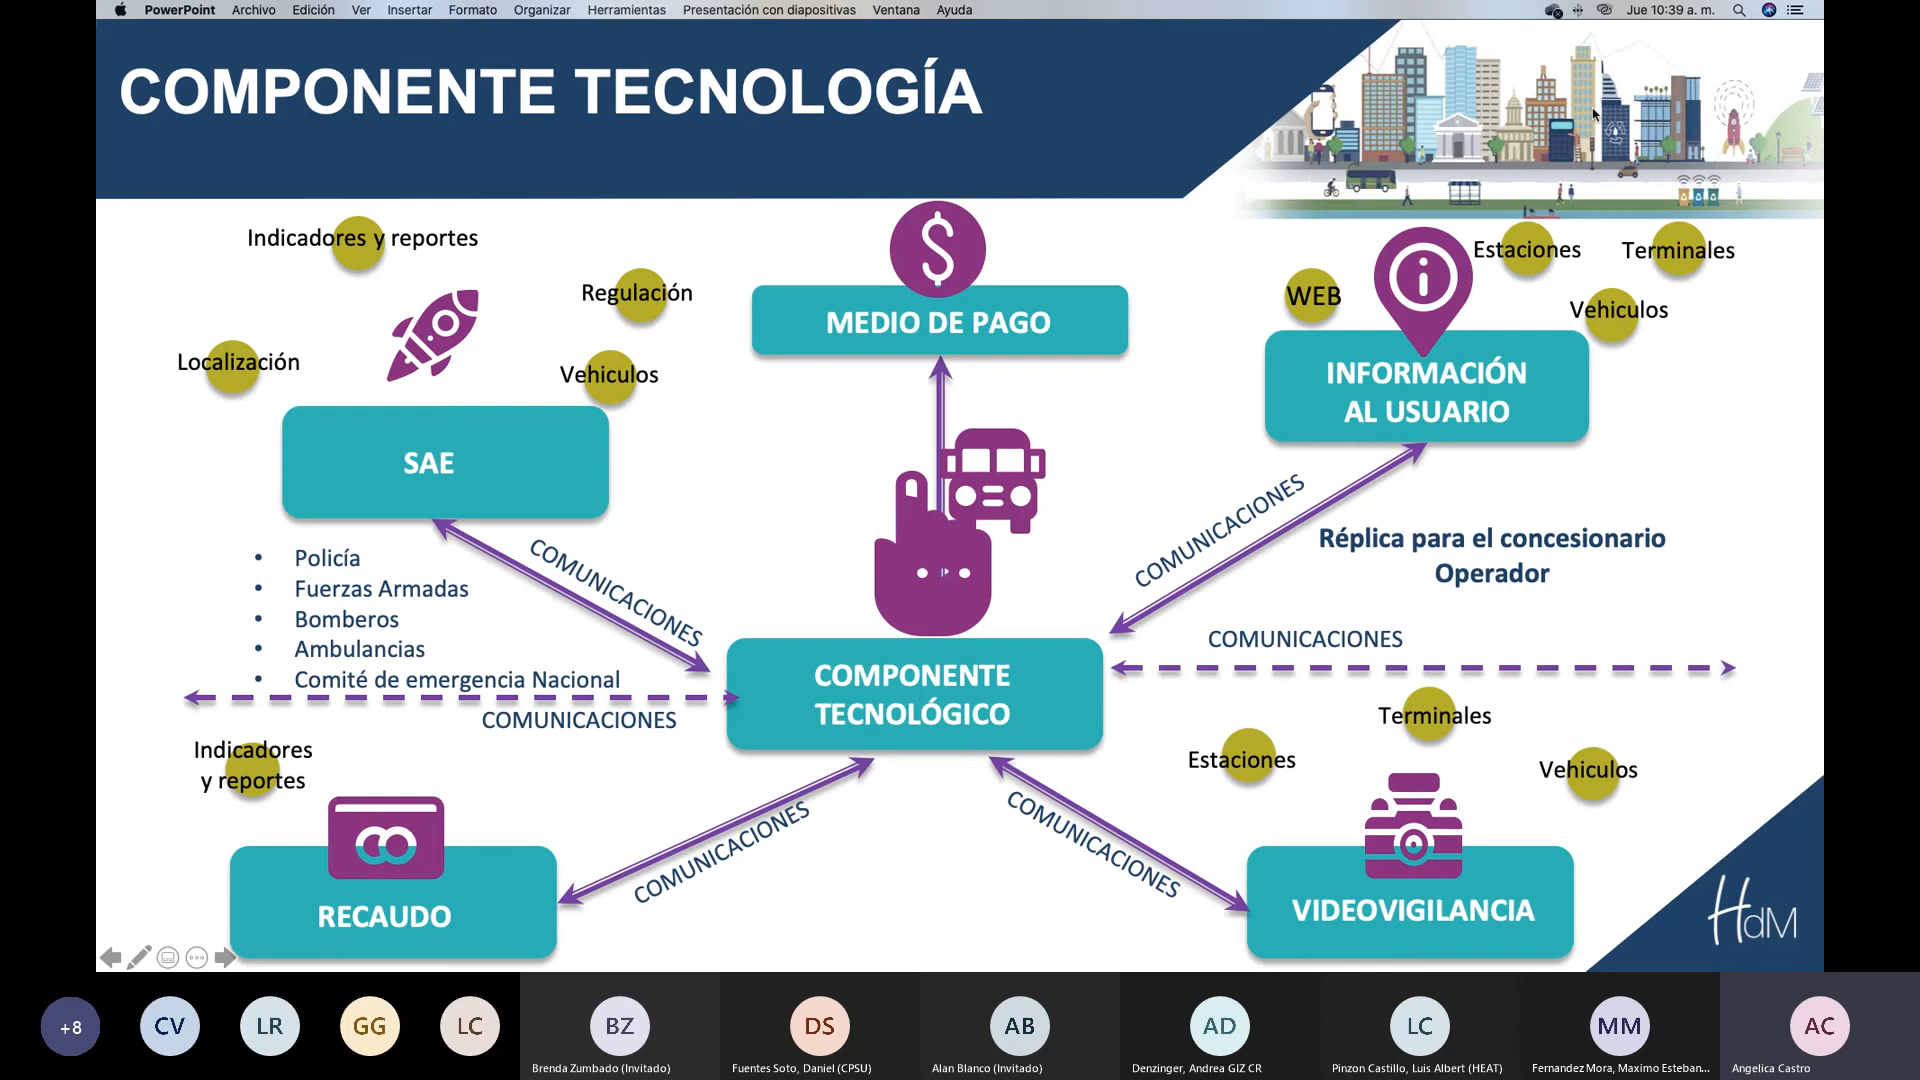 PowerPoint Archivo Edición Ver Insertar Formato Organizar Herramientas Presentación con diapositivas Ventana Ayuda Jue 10:39 a. m.
COMPONENTE TECNOLOGÍA
Indicadores y reportes
Regulación
Localización
Vehiculos
SAE
MEDIO DE PAGO
WEB
Estaciones
Terminales
Vehiculos
INFORMACIÓN
AL USUARIO
• Policía
• Fuerzas Armadas
• Bomberos
• Ambulancias
• Comité de emergencia Nacional
COMUNICACIONES
COMUNICACIONES
COMUNICACIONES
Réplica para el concesionario
Operador
COMUNICACIONES
COMPONENTE
TECNOLÓGICO
Indicadores
y reportes
RECAUDO
COMUNICACIONES
COMUNICACIONES
Terminales
Estaciones
Vehiculos
VIDEOVIGILANCIA
HdM
+8
CV
LR
GG
LC
BZ
DS
AB
AD
LC
MM
AC
Brenda Zumbado (Invitado)
Fuentes Soto, Daniel (CPSU)
Alan Blanco (Invitado)
Denzinger, Andrea GIZ CR
Pinzon Castillo, Luis Albert (HEAT)
Fernandez Mora, Maximo Esteban...
Angelica Castro